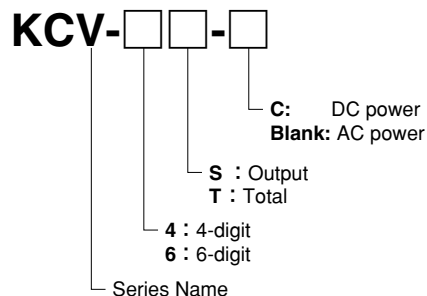 KCV-□□-□
C: DC power
Blank: AC power
S : Output
T : Total
4 : 4-digit
6 : 6-digit
Series Name